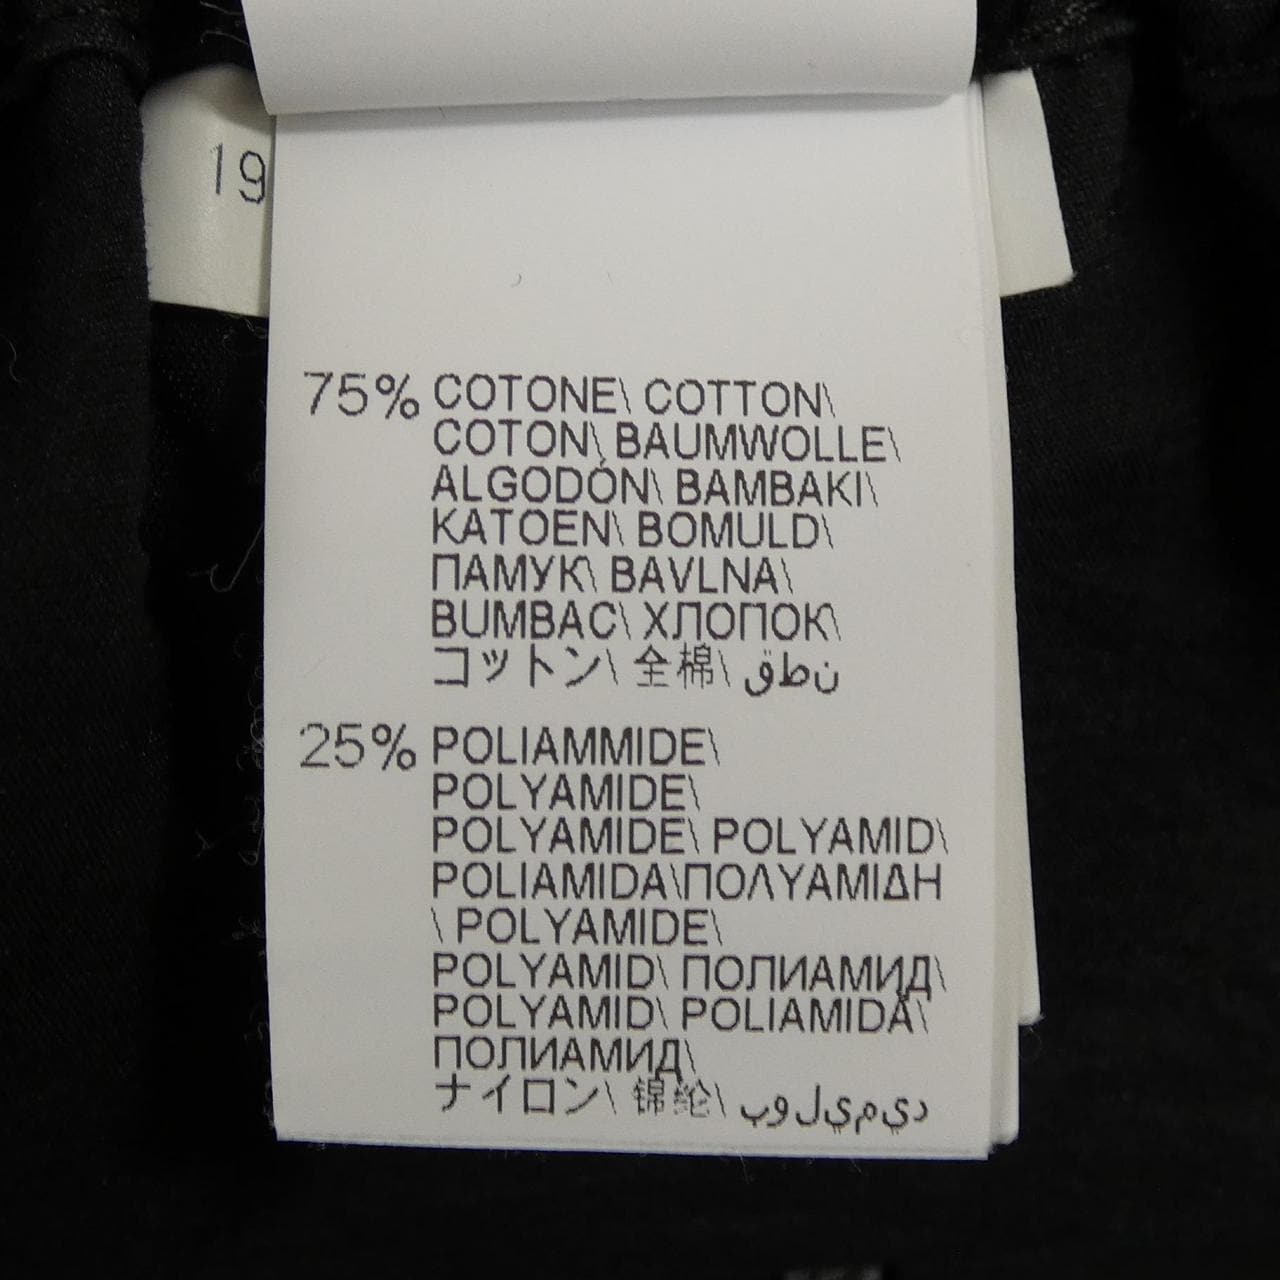 19
75% COTONE\ COTTON\
COTON\ BAUMWOLLE\
ALGODÓN\ BAMBAKI\
KATOEN\ BOMULD\
ПАМУК\ BAVLNA\
BUMBAC\ ХЛОПОК\
コットン\ 全棉\ قطن
25% POLIAMMIDE\
POLYAMIDE\
POLYAMIDE\ POLYAMID\
POLIAMIDA\ΠΟΛΥΑΜΙΔΗ
\ POLYAMIDE\
POLYAMID\ ПОЛИАМИД\
POLYAMID\ POLIAMIDĂ\
ПОЛИАМИД\
ナイロン\ 锦纶\ بوليميد